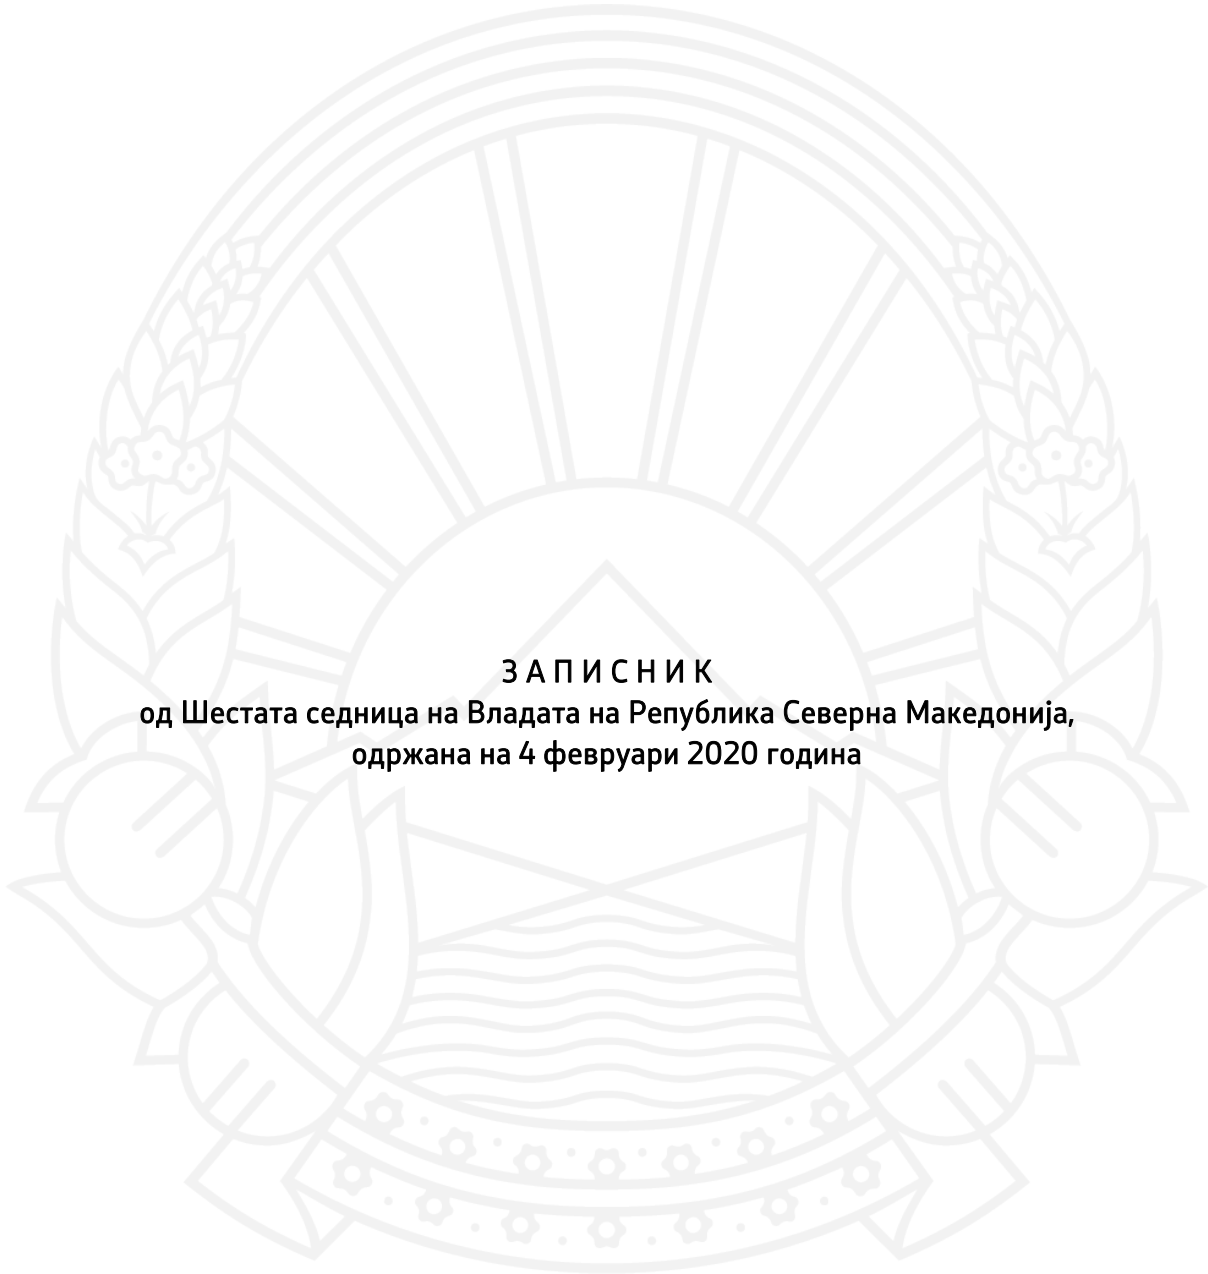 З А П И С Н И К
од Шестата седница на Владата на Република Северна Македонија,
одржана на 4 февруари 2020 година